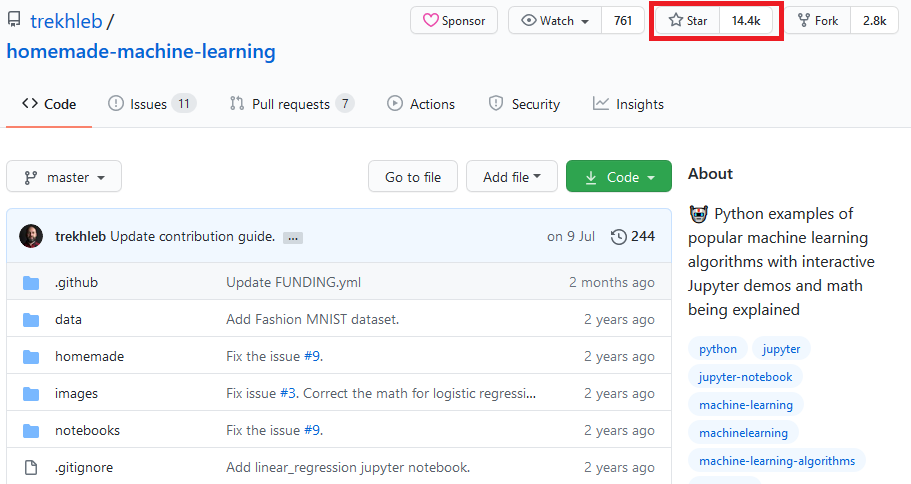 trekhleb /
homemade-machine-learning
Sponsor
Watch 761
Star 14.4k
Fork 2.8k
Code
Issues 11
Pull requests 7
Actions
Security
Insights
master
Go to file
Add file
Code
trekhleb Update contribution guide. ... on 9 Jul 244
.github Update FUNDING.yml 2 months ago
data Add Fashion MNIST dataset. 2 years ago
homemade Fix the issue #9. 2 years ago
images Fix issue #3. Correct the math for logistic regressi... 2 years ago
notebooks Fix the issue #9. 2 years ago
.gitignore Add linear_regression jupyter notebook. 2 years ago
About
Python examples of
popular machine learning
algorithms with interactive
Jupyter demos and math
being explained
python jupyter
jupyter-notebook
machine-learning
machinelearning
machine-learning-algorithms